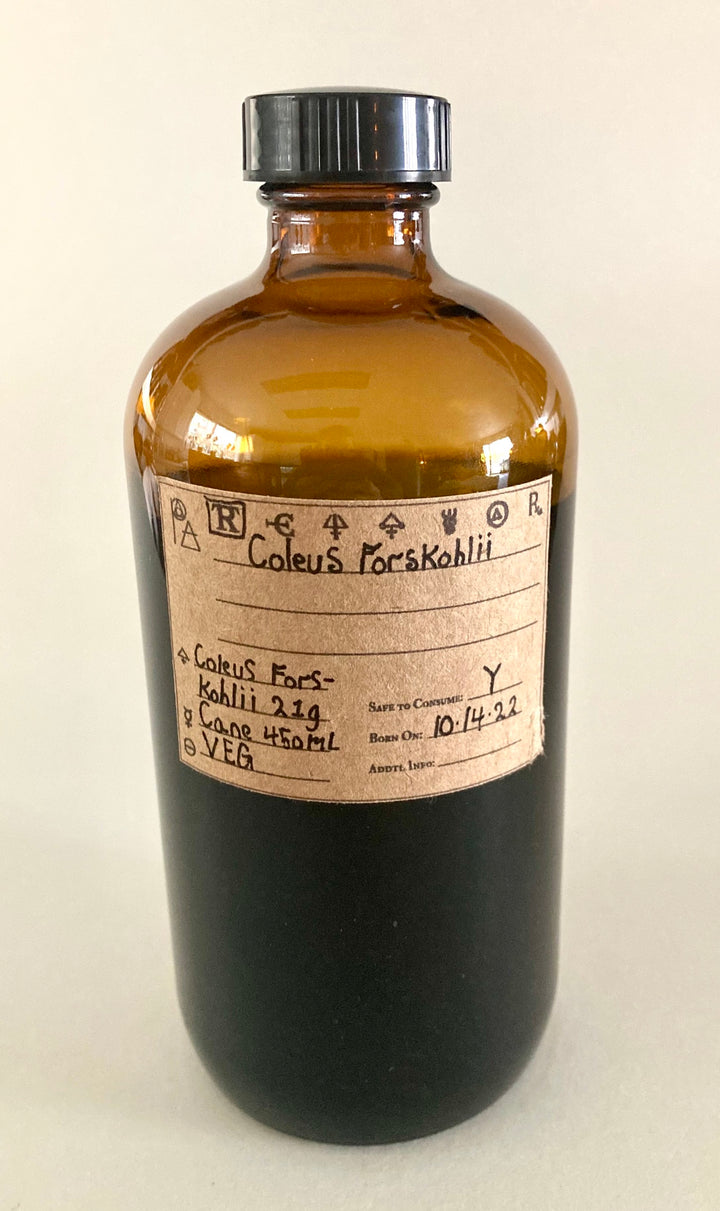 R ℞
Coleus Forskohlii
Coleus Fors-
Kohlii 21g
Cane 450mL
VEG
Safe to Consume: Y
Born On: 10.14.22
Addtl Info: